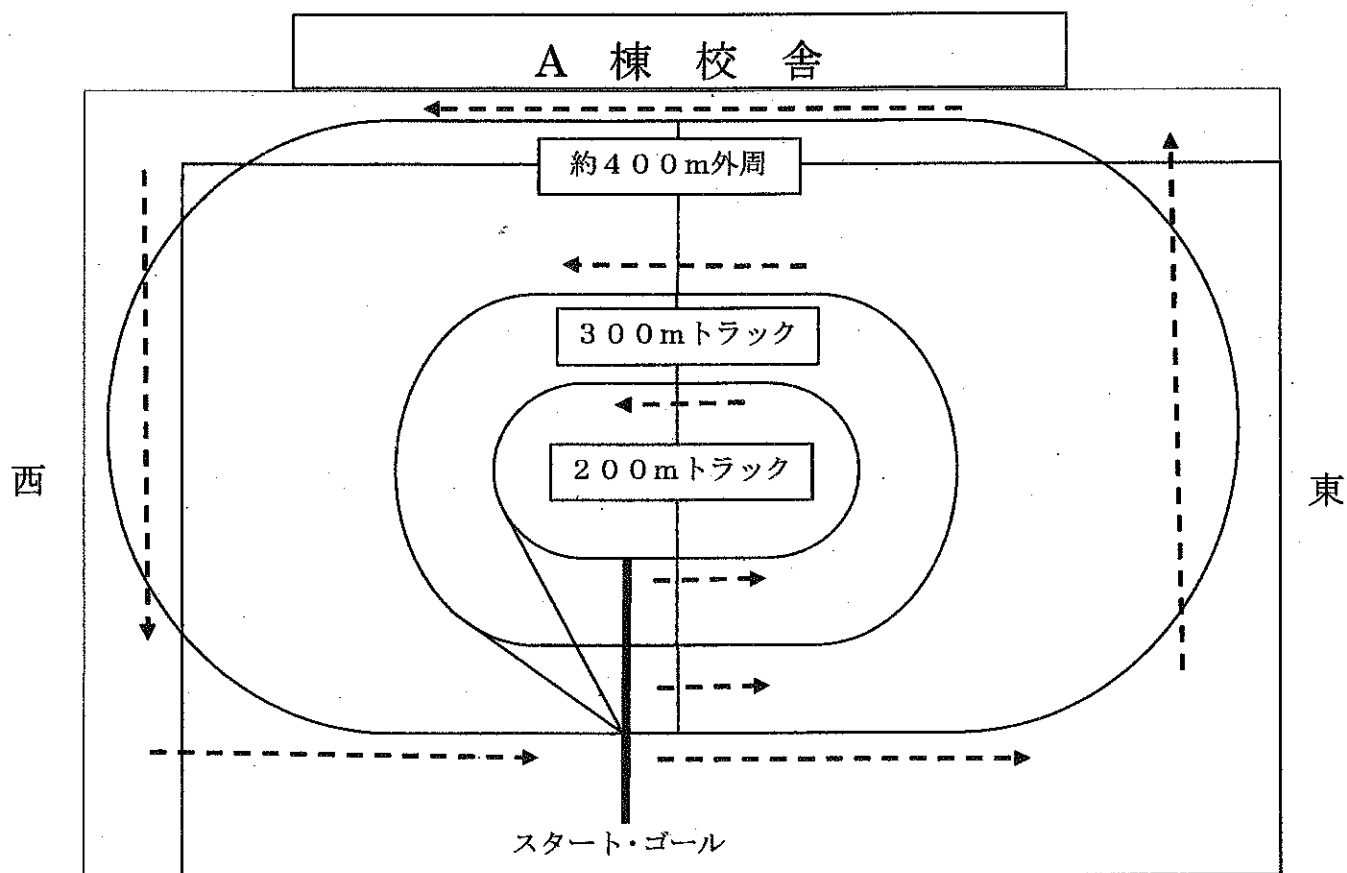 A 棟 校 舎
約４００ｍ外周
３００ｍトラック
２００ｍトラック
西
東
スタート・ゴール